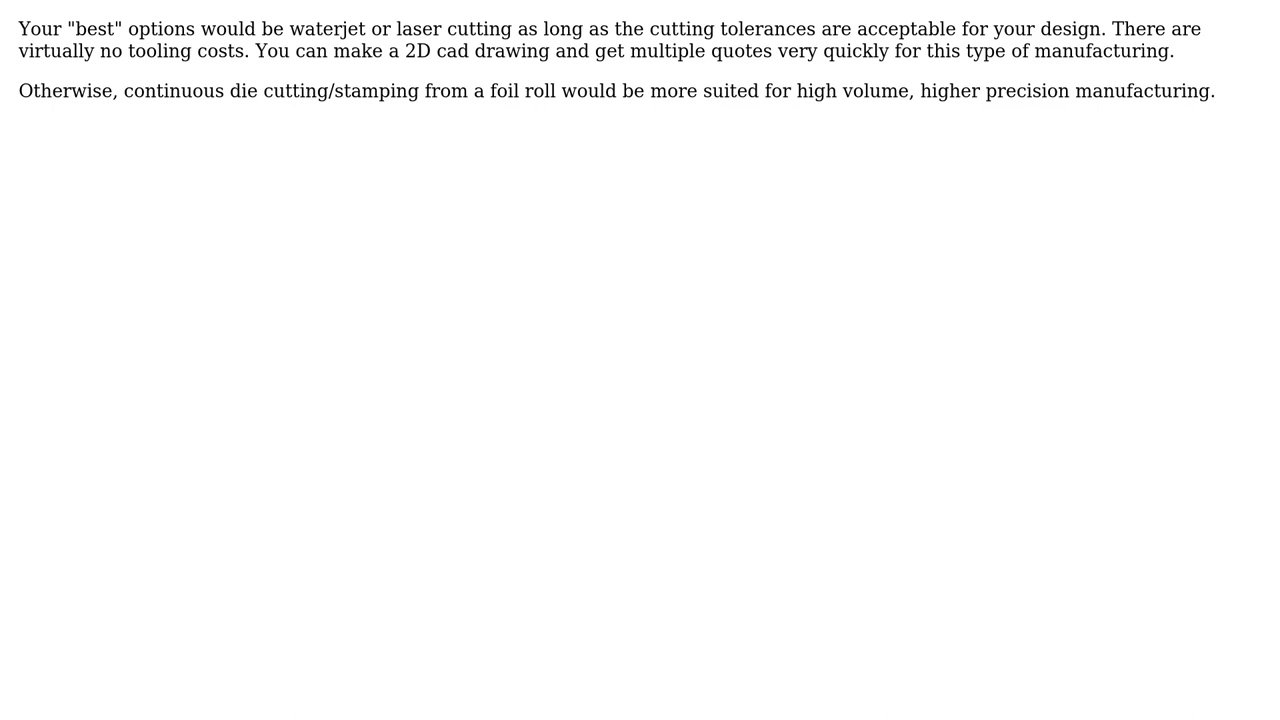 Your "best" options would be waterjet or laser cutting as long as the cutting tolerances are acceptable for your design. There are
virtually no tooling costs. You can make a 2D cad drawing and get multiple quotes very quickly for this type of manufacturing.
Otherwise, continuous die cutting/stamping from a foil roll would be more suited for high volume, higher precision manufacturing.